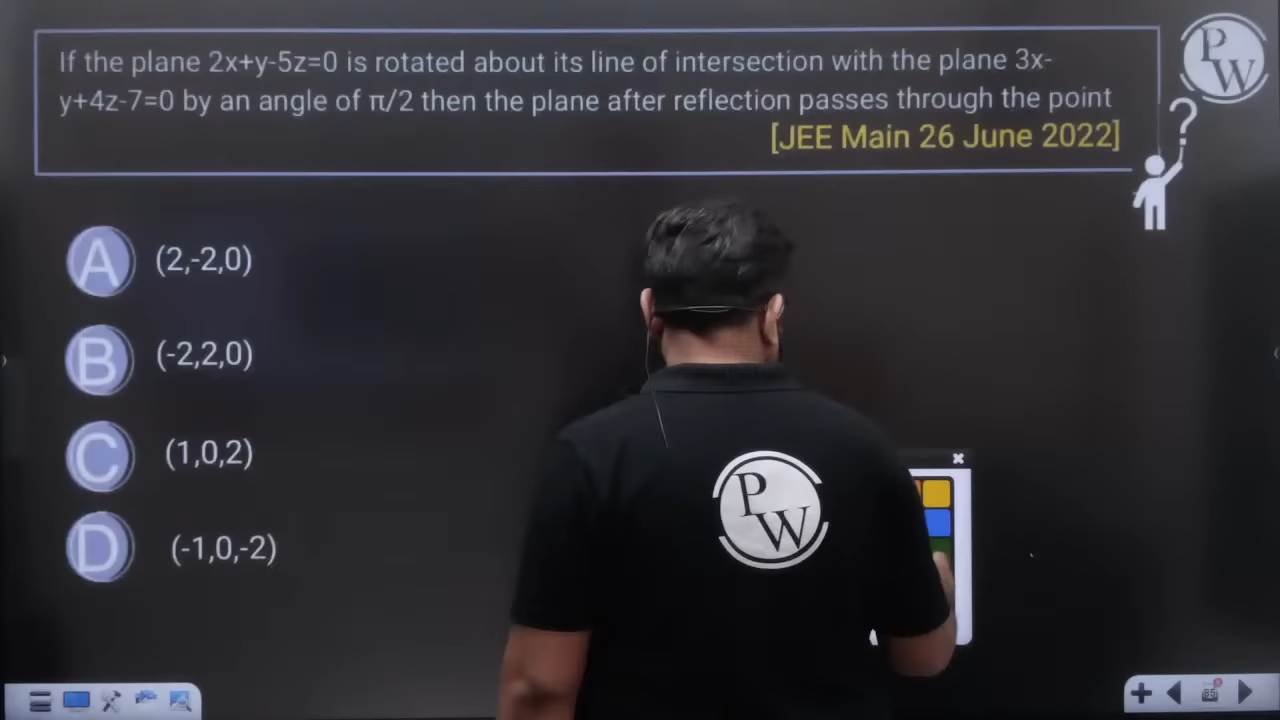 If the plane 2x+y-5z=0 is rotated about its line of intersection with the plane 3x-
y+4z-7=0 by an angle of π/2 then the plane after reflection passes through the point
[JEE Main 26 June 2022]
A (2,-2,0)
B (-2,2,0)
C (1,0,2)
D (-1,0,-2)
PW
?
PW
85